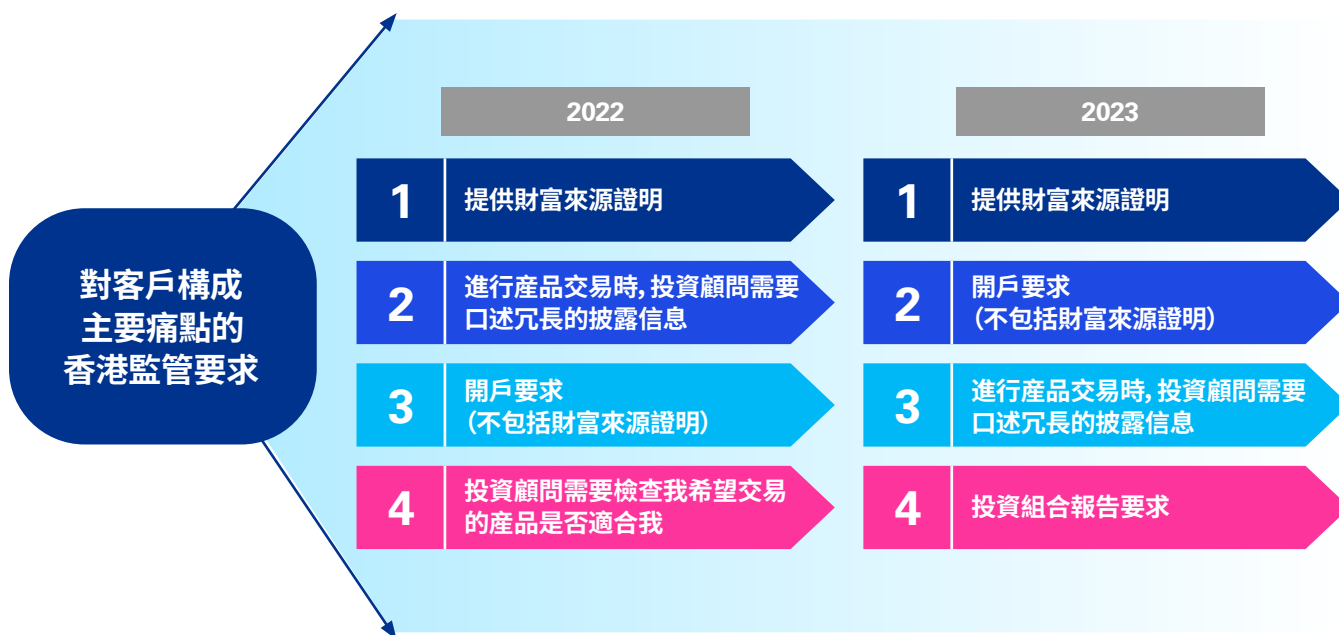 對客戶構成
主要痛點的
香港監管要求
2022
1
提供財富來源證明
2
進行產品交易時, 投資顧問需要
口述冗長的披露信息
3
開戶要求
(不包括財富來源證明)
4
投資顧問需要檢查我希望交易
的產品是否適合我
2023
1
提供財富來源證明
2
開戶要求
(不包括財富來源證明)
3
進行產品交易時, 投資顧問需要
口述冗長的披露信息
4
投資組合報告要求